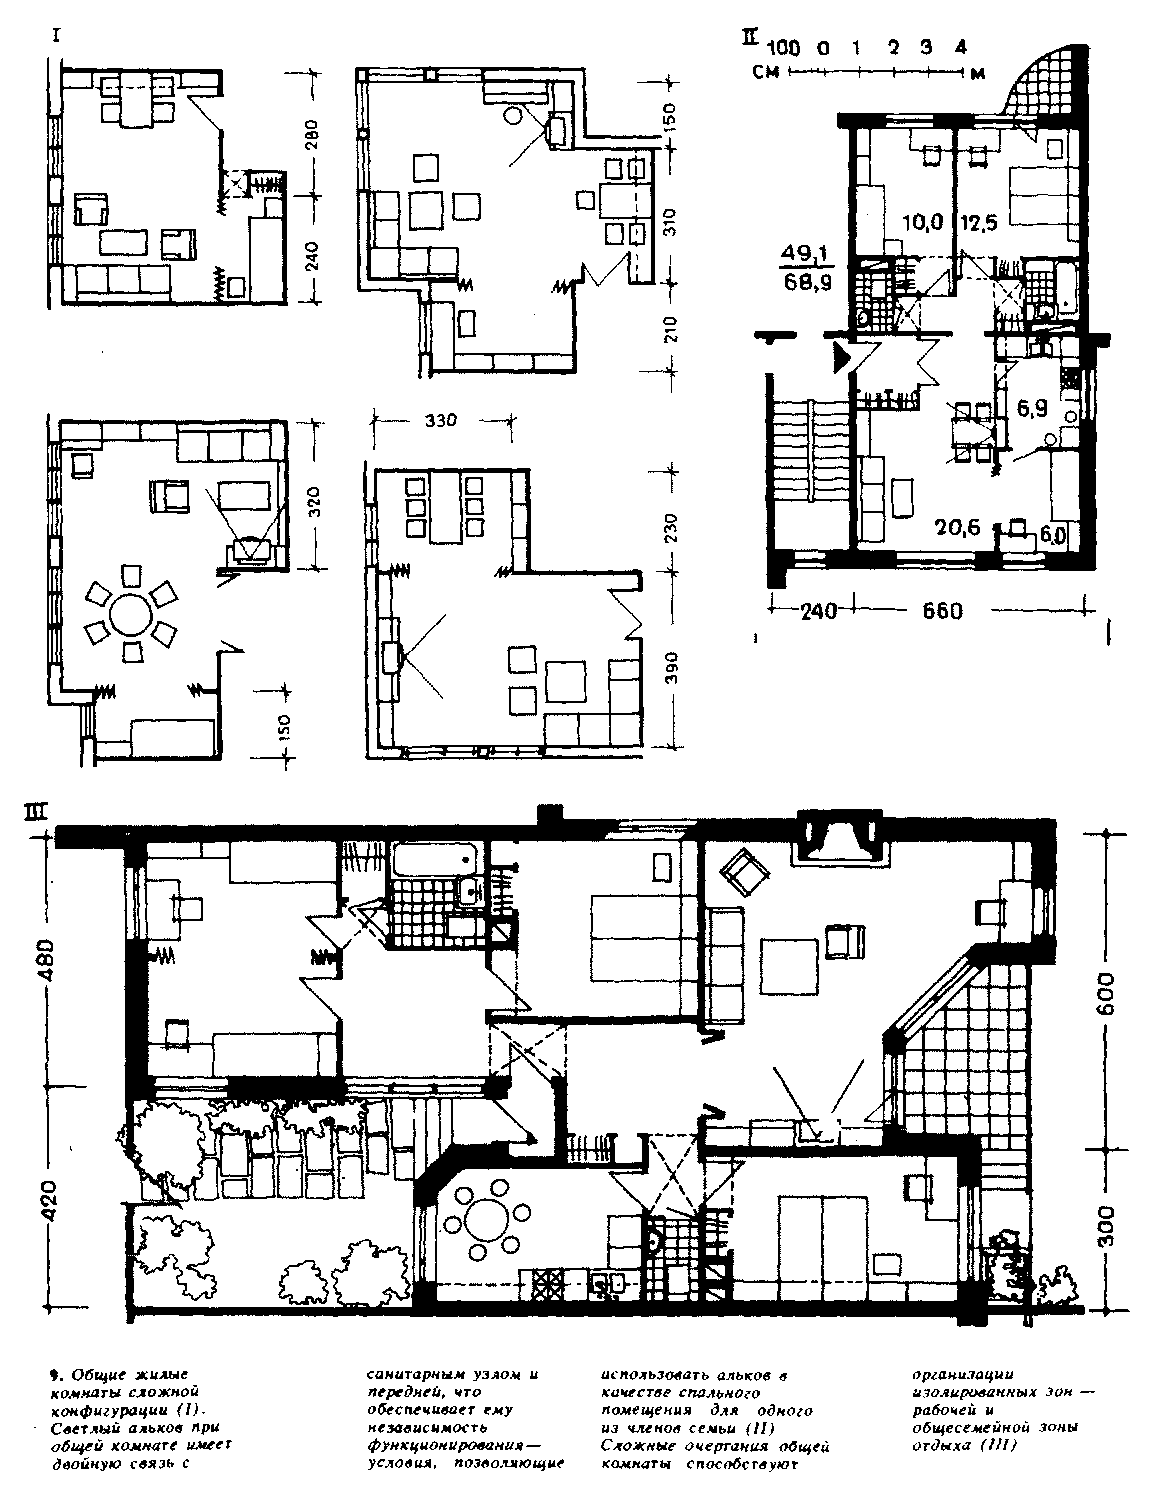 I
280
240
150
310
210
320
150
330
230
390
II
100 0 1 2 3 4
СМ м
10,0 12,5
49,1
68,9
6,9
20,6
6,0
240 660
III
480
420
600
300
9. Общие жилые
комнаты сложной
конфигурации (I).
Светлый альков при
общей комнате имеет
двойную связь с
санитарным узлом и
передней, что
обеспечивает ему
независимость
функционирования—
условия, позволяющие
использовать альков в
качестве спального
помещения для одного
из членов семьи (II)
Сложные очертания общей
комнаты способствуют
организации
изолированных зон —
рабочей и
общесемейной зоны
отдыха (III)